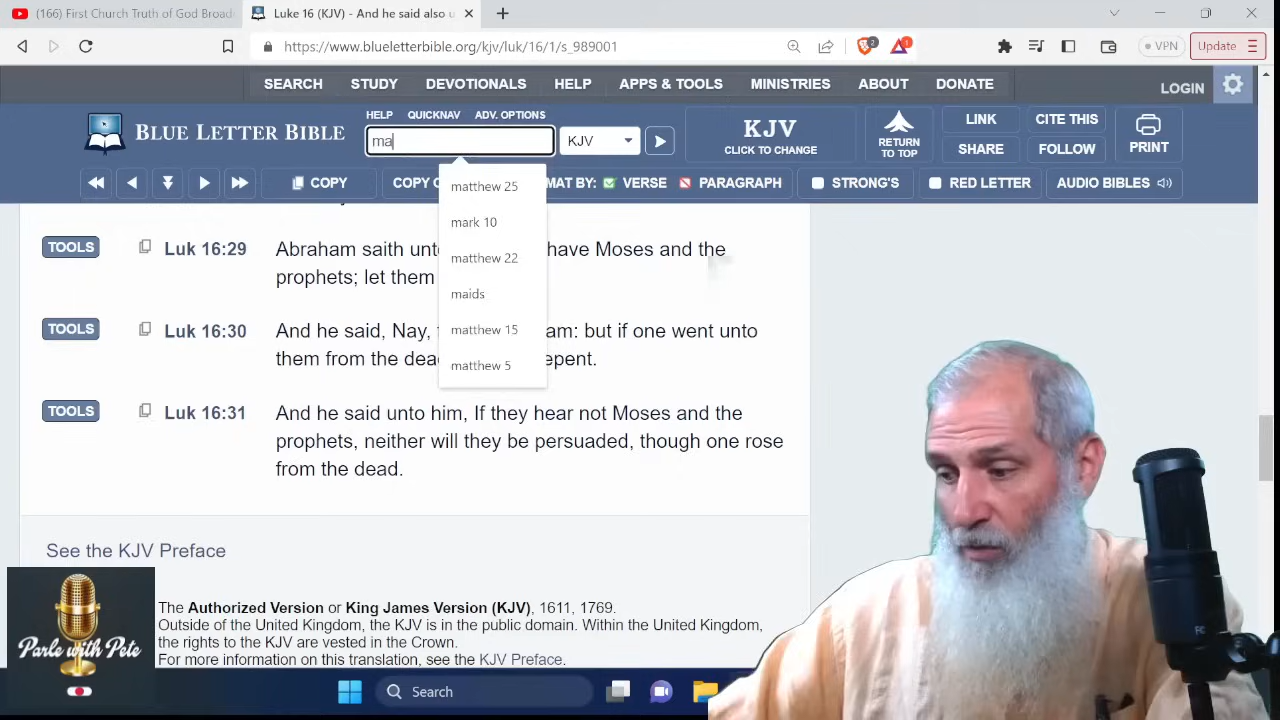 (166) First Church Truth of God Broad
Luke 16 (KJV) - And he said also u
https://www.blueletterbible.org/kjv/luk/16/1/s_989001
2
1
VPN
Update
SEARCH STUDY DEVOTIONALS HELP APPS & TOOLS MINISTRIES ABOUT DONATE
LOGIN
HELP QUICKNAV ADV. OPTIONS
BLUE LETTER BIBLE
ma
KJV
KJV
CLICK TO CHANGE
RETURN
TO TOP
LINK
CITE THIS
SHARE
FOLLOW
PRINT
COPY
COPY
MAT BY: VERSE PARAGRAPH
STRONG'S
RED LETTER
AUDIO BIBLES
matthew 25
mark 10
matthew 22
maids
matthew 15
matthew 5
TOOLS Luk 16:29 Abraham saith have Moses and the
prophets; let them
TOOLS Luk 16:30 And he said, Nay, am: but if one went unto
them from the dea epent.
TOOLS Luk 16:31 And he said unto him, If they hear not Moses and the
prophets, neither will they be persuaded, though one rose
from the dead.
See the KJV Preface
The Authorized Version or King James Version (KJV), 1611, 1769.
Outside of the United Kingdom, the KJV is in the public domain. Within the United Kingdom,
the rights to the KJV are vested in the Crown.
For more information on this translation, see the KJV Preface.
Parle with Pete
Search